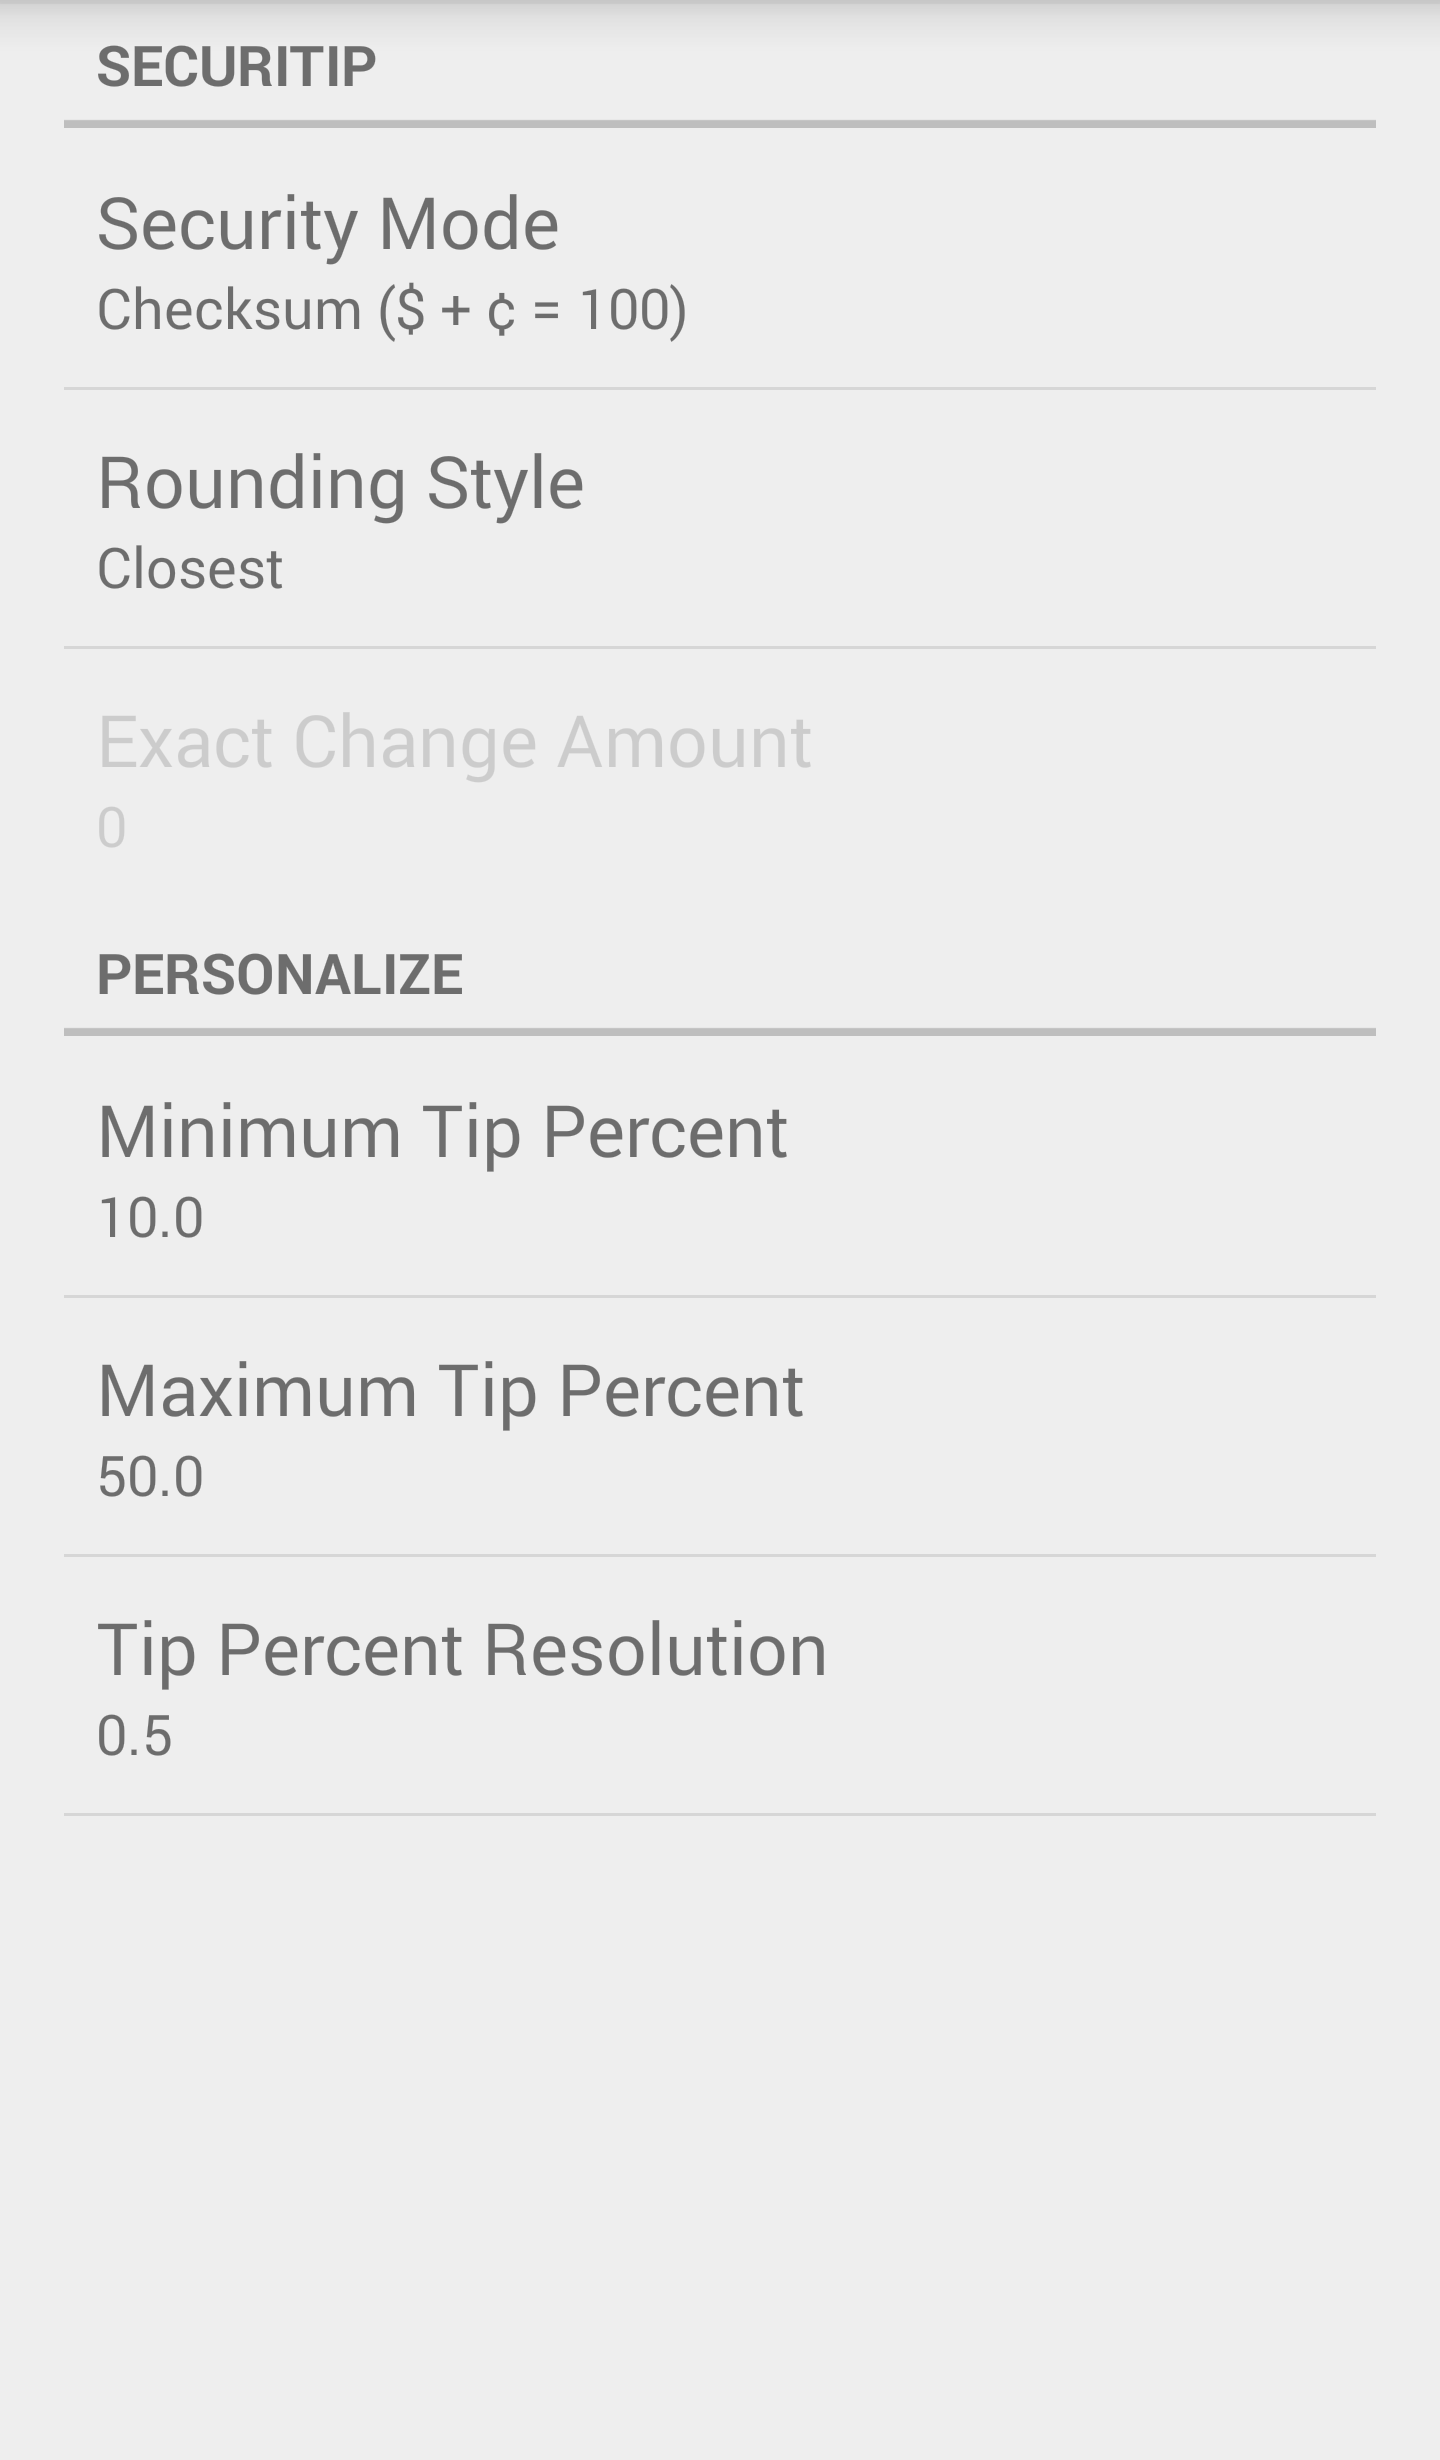 SECURITIP
Security Mode
Checksum ($ + ¢ = 100)
Rounding Style
Closest
Exact Change Amount
0
PERSONALIZE
Minimum Tip Percent
10.0
Maximum Tip Percent
50.0
Tip Percent Resolution
0.5